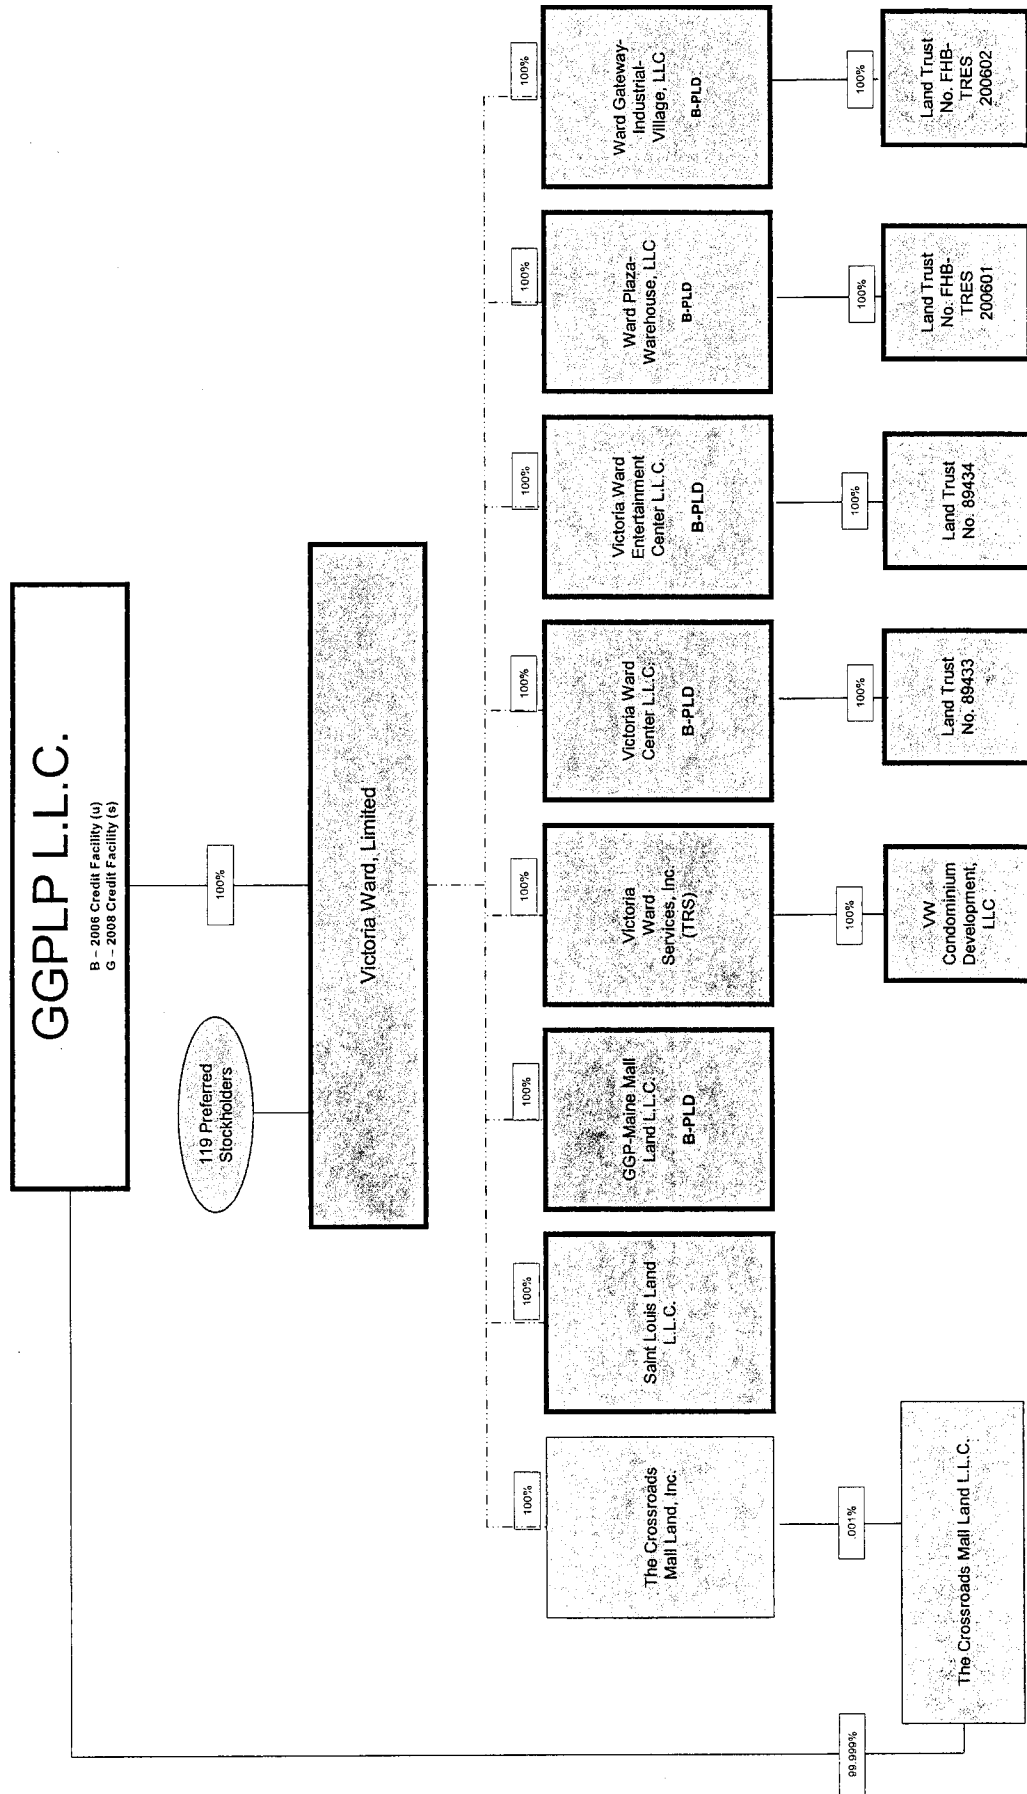 GGPLP L.L.C.
B – 2006 Credit Facility (u)
G – 2008 Credit Facility (s)
119 Preferred
Stockholders
100%
Victoria Ward, Limited
100%
100%
100%
100%
100%
100%
100%
100%
The Crossroads
Mall Land, Inc.
Saint Louis Land
L.L.C.
GGP-Maine Mall
Land L.L.C.
B-PLD
Victoria
Ward
Services, Inc.
(TRS)
Victoria Ward
Center L.L.C.
B-PLD
Victoria Ward
Entertainment
Center L.L.C.
B-PLD
Ward Plaza-
Warehouse, LLC
B-PLD
Ward Gateway-
Industrial-
Village, LLC
B-PLD
99.999%
.001%
100%
100%
100%
100%
100%
The Crossroads Mall Land L.L.C.
VW
Condominium
Development,
LLC
Land Trust
No. 89433
Land Trust
No. 89434
Land Trust
No. FHB-
TRES
200601
Land Trust
No. FHB-
TRES
200602